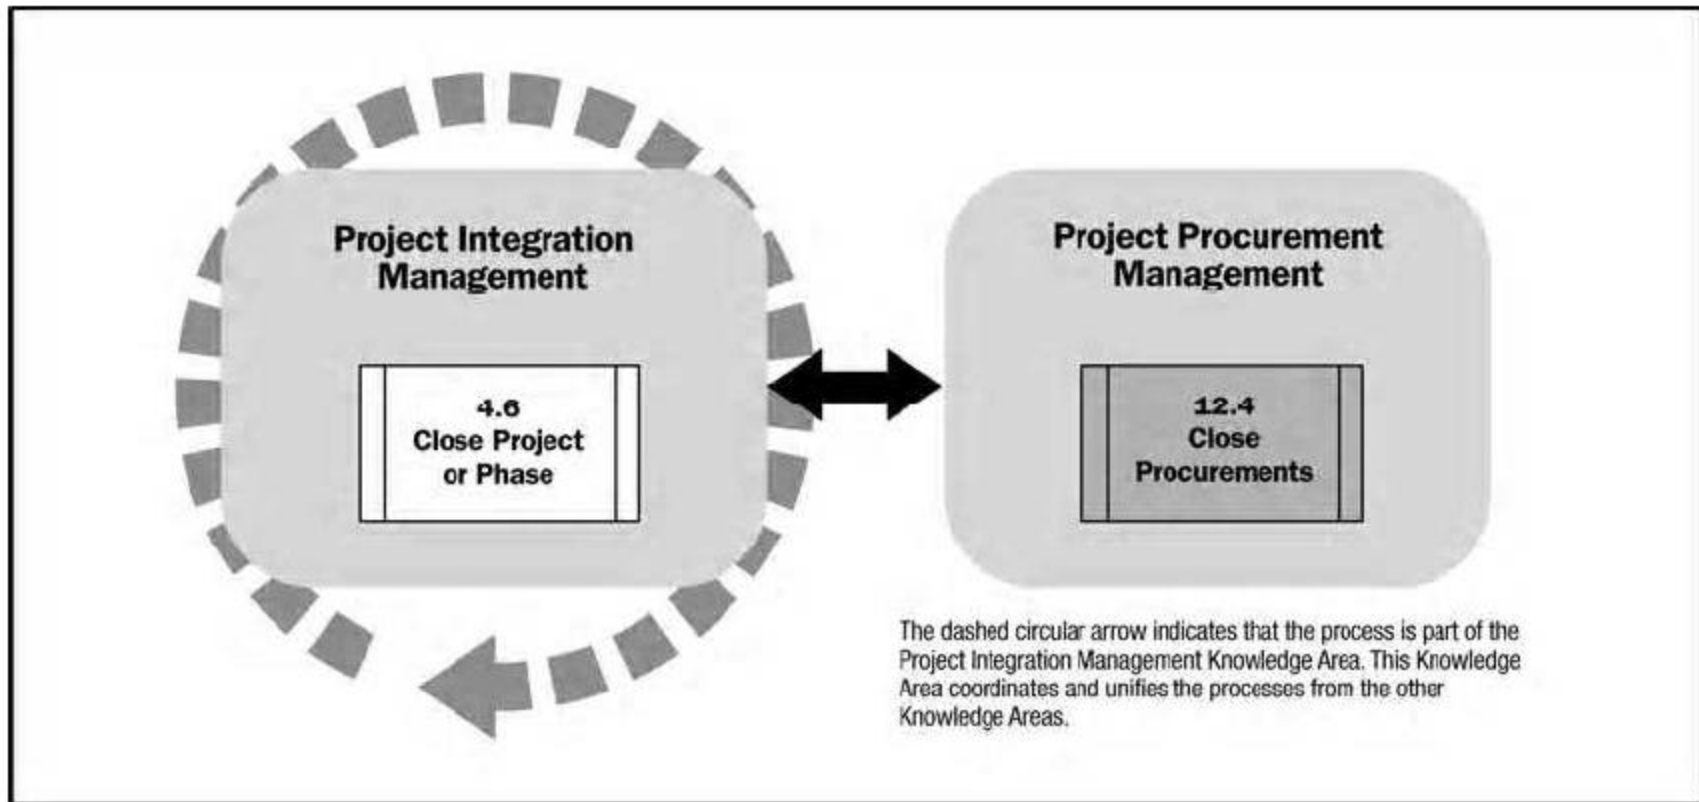 Project Integration
Management
4.6
Close Project
or Phase
Project Procurement
Management
12.4
Close
Procurements
The dashed circular arrow indicates that the process is part of the
Project Integration Management Knowledge Area. This Knowledge
Area coordinates and unifies the processes from the other
Knowledge Areas.